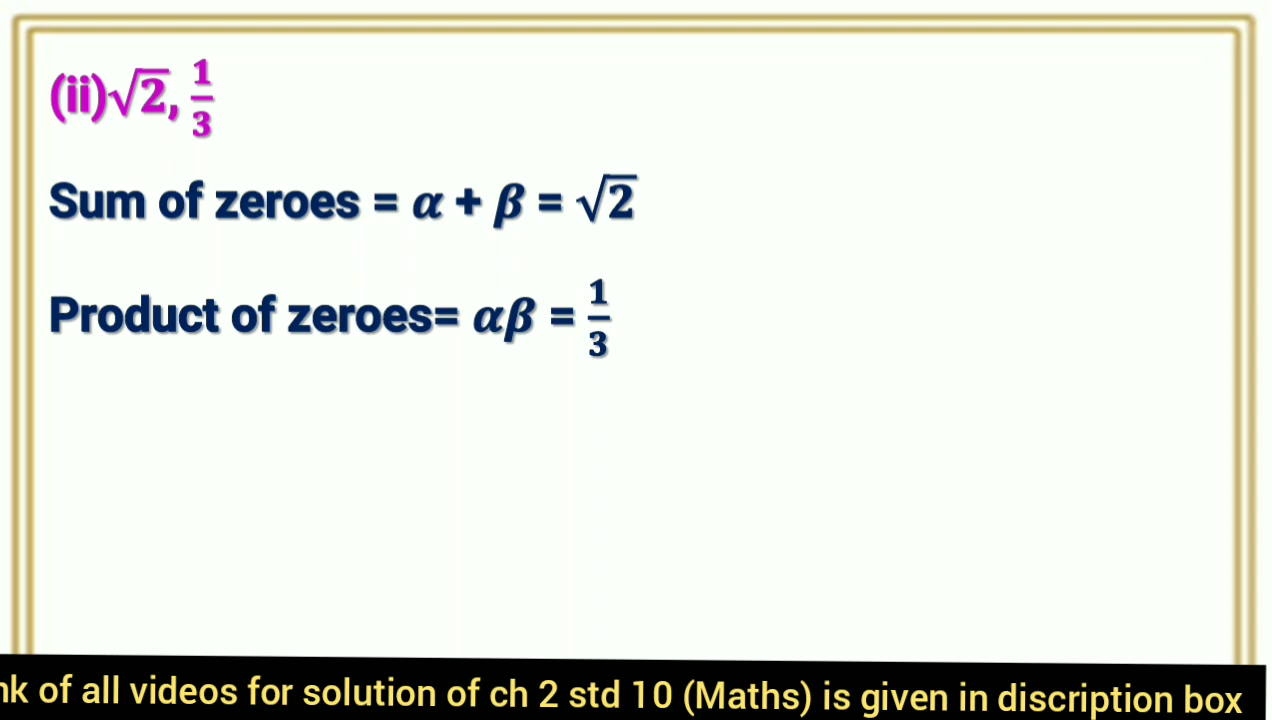 (ii)√2, 1/3
Sum of zeroes = α + β = √2
Product of zeroes= αβ = 1/3
nk of all videos for solution of ch 2 std 10 (Maths) is given in discription box